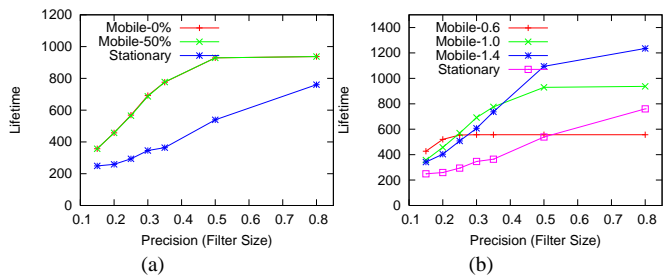 1200
1000
800
600
400
200
0
Lifetime
Mobile-0%
Mobile-50%
Stationary
0.1 0.2 0.3 0.4 0.5 0.6 0.7 0.8
Precision (Filter Size)
(a)
1400
1200
1000
800
600
400
200
0
Lifetime
Mobile-0.6
Mobile-1.0
Mobile-1.4
Stationary
0.1 0.2 0.3 0.4 0.5 0.6 0.7 0.8
Precision (Filter Size)
(b)